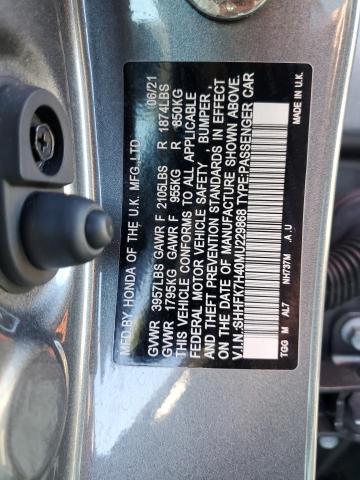 MFD BY HONDA OF THE U.K. MFG., LTD 06/21
GVWR 3957LBS GAWR F 2105LBS R 1874LBS
GVWR 1795KG GAWR F 955KG R 850KG
THIS VEHICLE CONFORMS TO ALL APPLICABLE
FEDERAL MOTOR VEHICLE SAFETY, BUMPER,
AND THEFT PREVENTION STANDARDS IN EFFECT
ON THE DATE OF MANUFACTURE SHOWN ABOVE.
V.I.N.:SHHFK7H40MU229868 TYPE:PASSENGER CAR
TGG M AL7 NH737M .A.U MADE IN U.K.